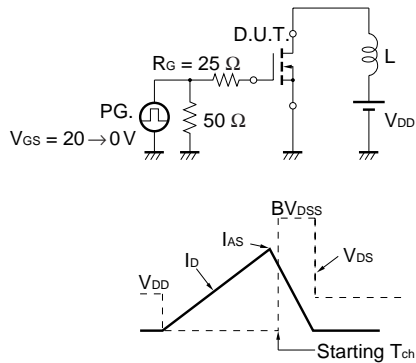 D.U.T.
L
RG = 25 Ω
PG.
50 Ω
VDD
VGS = 20 → 0 V
BVDSS
IAS
VDS
ID
VDD
Starting Tch